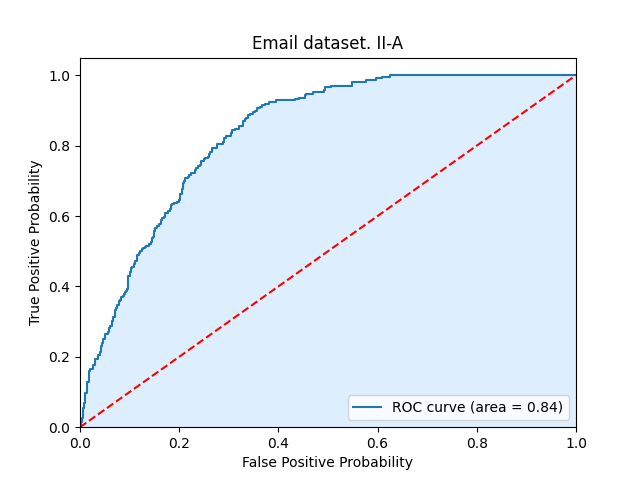 Email dataset. II-A
True Positive Probability
1.0
0.8
0.6
0.4
0.2
0.0
ROC curve (area = 0.84)
0.0 0.2 0.4 0.6 0.8 1.0
False Positive Probability